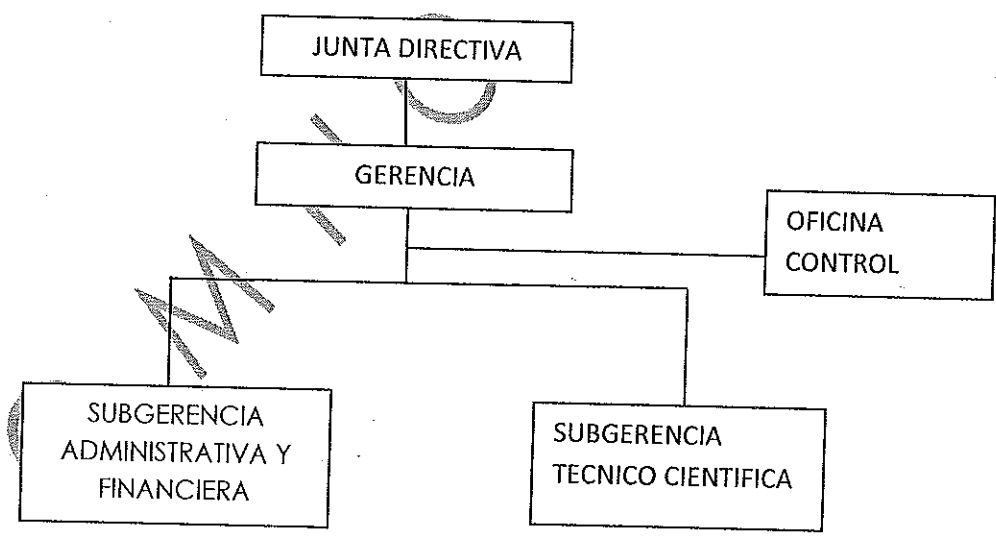 JUNTA DIRECTIVA
GERENCIA
OFICINA
CONTROL
SUBGERENCIA
ADMINISTRATIVA Y
FINANCIERA
SUBGERENCIA
TECNICO CIENTIFICA